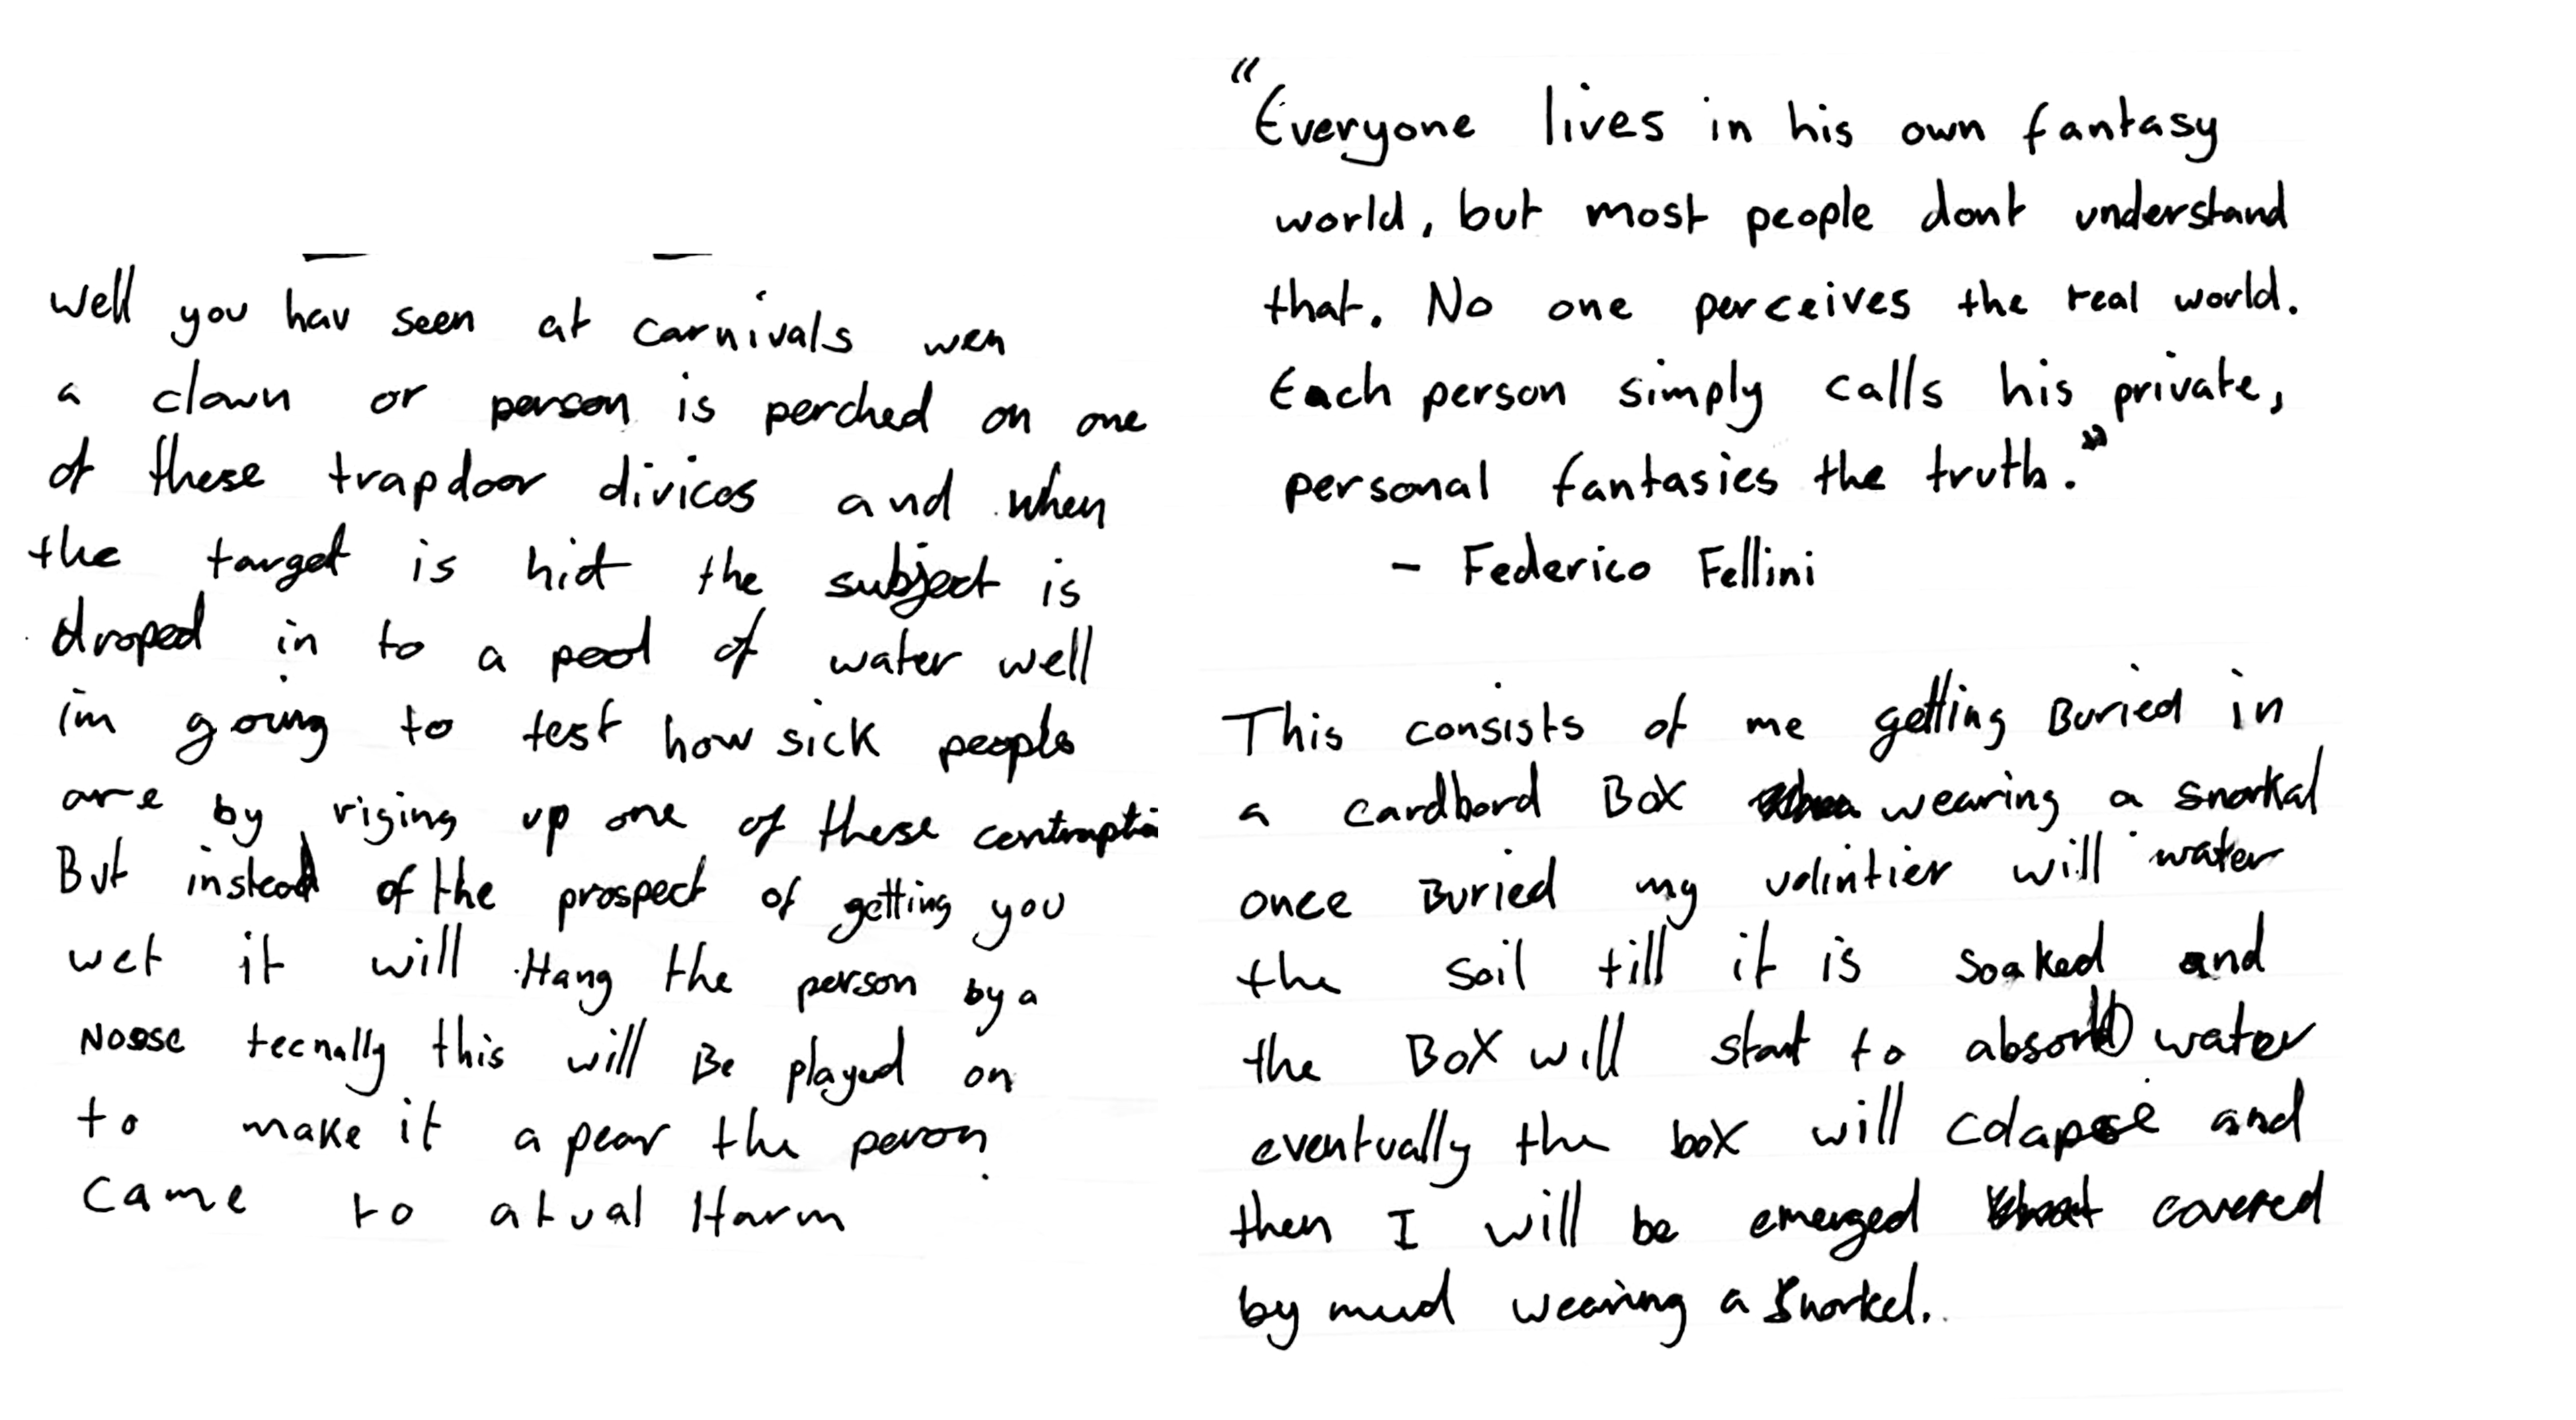 well you hav seen at carnivals wen
a clown or person is perched on one
of these trapdoor divices and when
the target is hit the subject is
droped in to a pool of water well
im going to test how sick people
are by riging up one of these contraptio
But instead of the prospect of getting you
wet it will Hang the person by a
Noose tecnally this will Be played on
to make it a pear the peron
came to atual Harm
"Everyone lives in his own fantasy
world, but most people dont understand
that. No one perceives the real world.
Each person simply calls his private,
personal fantasies the truth."
- Federico Fellini
This consists of me getting Buried in
a cardbord BOX wearing a snorkal
once Buried my volintier will water
the soil till it is soaked and
the BOX will start to absorb water
eventually the box will colapse and
then I will be emerged covered
by mud wearing a snorkel.